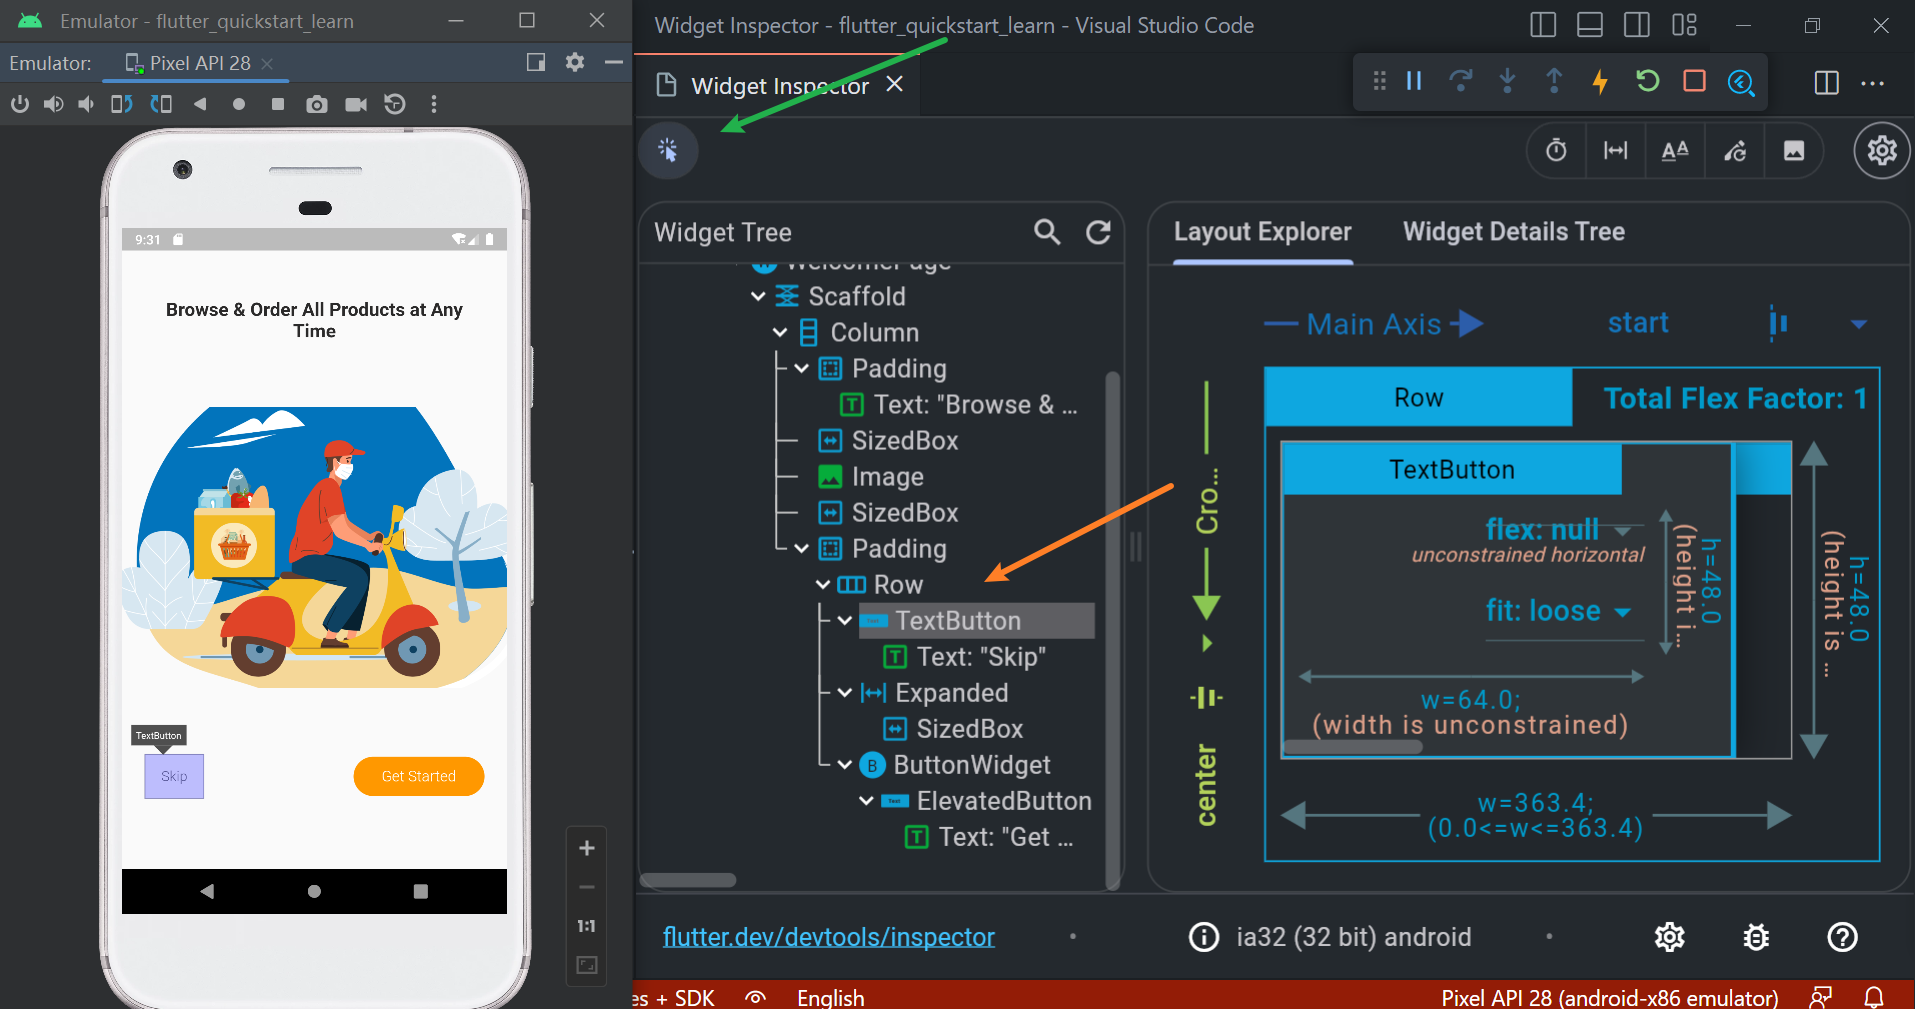 Emulator - flutter_quickstart_learn
Emulator:
Pixel API 28
9:31
Browse & Order All Products at Any
Time
TextButton
Skip
Get Started
1:1
Widget Inspector - flutter_quickstart_learn - Visual Studio Code
Widget Inspector
Widget Tree
WelcomePage
Scaffold
Column
Padding
Text: "Browse & ...
SizedBox
Image
SizedBox
Padding
Row
TextButton
Text: "Skip"
Expanded
SizedBox
B ButtonWidget
ElevatedButton
Text: "Get ...
Layout Explorer
Widget Details Tree
Main Axis
start
Cro...
center
Row
Total Flex Factor: 1
TextButton
flex: null
unconstrained horizontal
fit: loose
h=48.0
(height i...
w=64.0;
(width is unconstrained)
h=48.0
(height is ...
w=363.4;
(0.0<=w<=363.4)
flutter.dev/devtools/inspector
ia32 (32 bit) android
es + SDK
English
Pixel API 28 (android-x86 emulator)